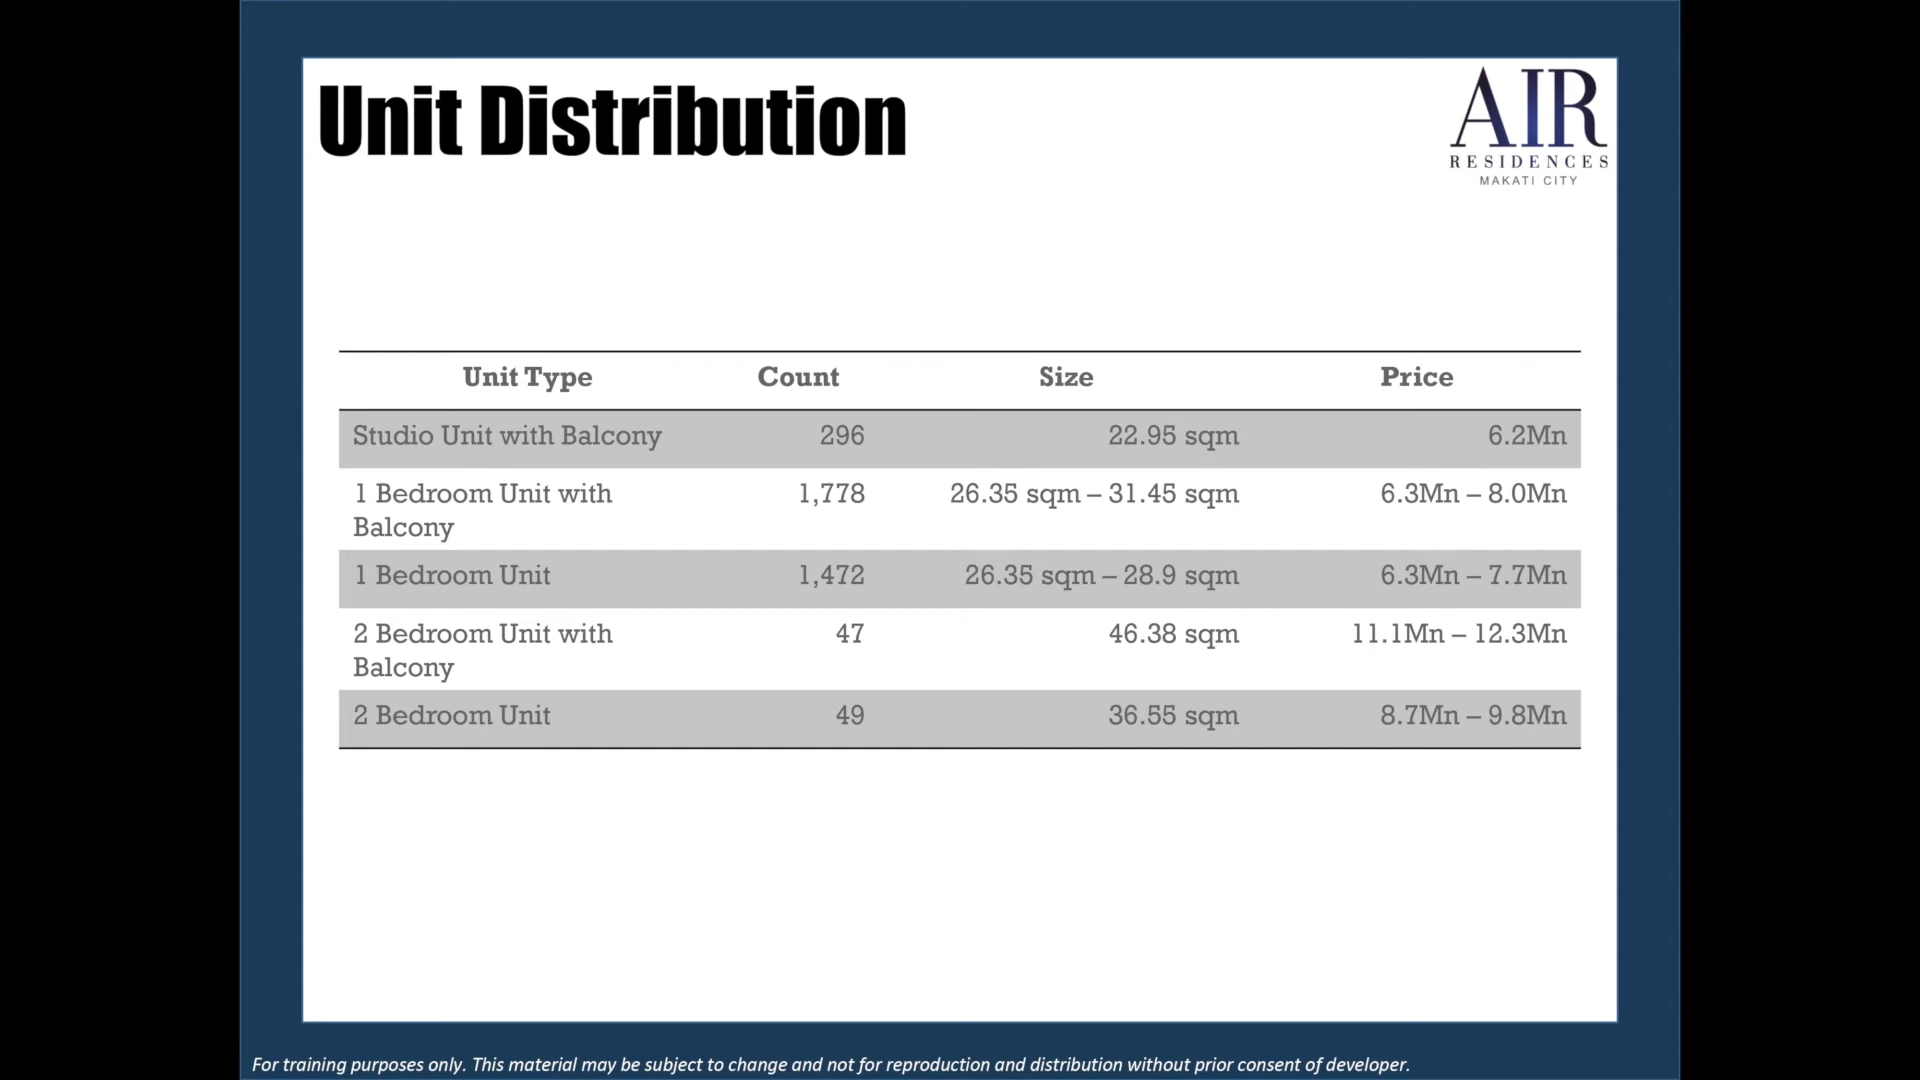 Unit Distribution
AIR
RESIDENCES
MAKATI CITY
Unit Type Count Size Price
Studio Unit with Balcony 296 22.95 sqm 6.2Mn
1 Bedroom Unit with 1,778 26.35 sqm – 31.45 sqm 6.3Mn – 8.0Mn
Balcony
1 Bedroom Unit 1,472 26.35 sqm – 28.9 sqm 6.3Mn – 7.7Mn
2 Bedroom Unit with 47 46.38 sqm 11.1Mn – 12.3Mn
Balcony
2 Bedroom Unit 49 36.55 sqm 8.7Mn – 9.8Mn
For training purposes only. This material may be subject to change and not for reproduction and distribution without prior consent of developer.